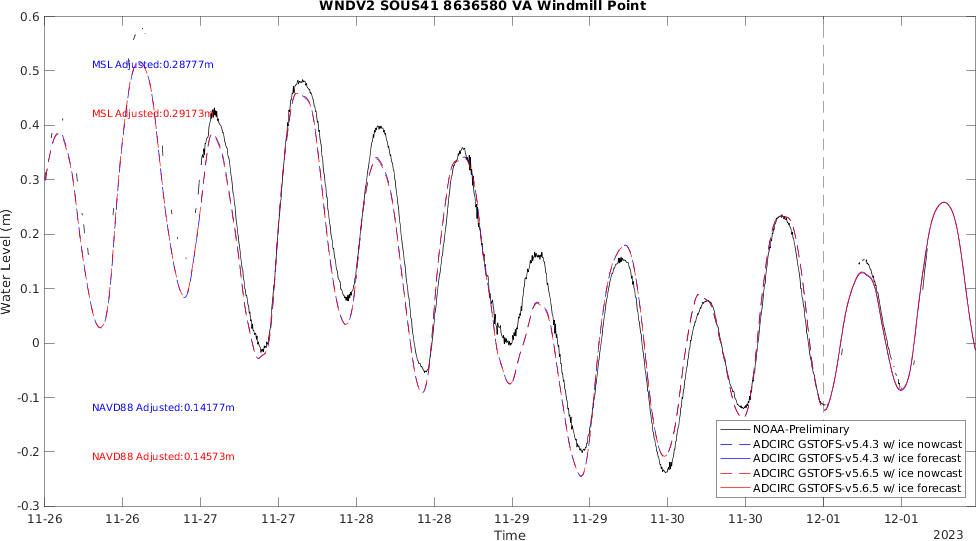 WNDV2 SOUS41 8636580 VA Windmill Point
0.6
0.5
0.4
0.3
0.2
0.1
0
-0.1
-0.2
-0.3
Water Level (m)
MSL Adjusted:0.28777m
MSL Adjusted:0.29173m
NAVD88 Adjusted:0.14177m
NAVD88 Adjusted:0.14573m
NOAA-Preliminary
ADCIRC GSTOFS-v5.4.3 w/ ice nowcast
ADCIRC GSTOFS-v5.4.3 w/ ice forecast
ADCIRC GSTOFS-v5.6.5 w/ ice nowcast
ADCIRC GSTOFS-v5.6.5 w/ ice forecast
11-26 11-26 11-27 11-27 11-28 11-28 11-29 11-29 11-30 11-30 12-01 12-01
Time
2023